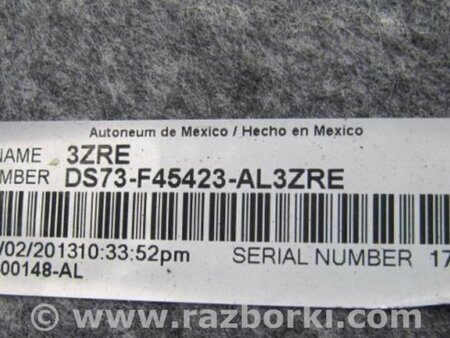 Autoneum de Mexico / Hecho en Mexico
NAME 3ZRE
MBER DS73-F45423-AL3ZRE
/02/201310:33:52pm SERIAL NUMBER 17
00148-AL
www.razborki.com